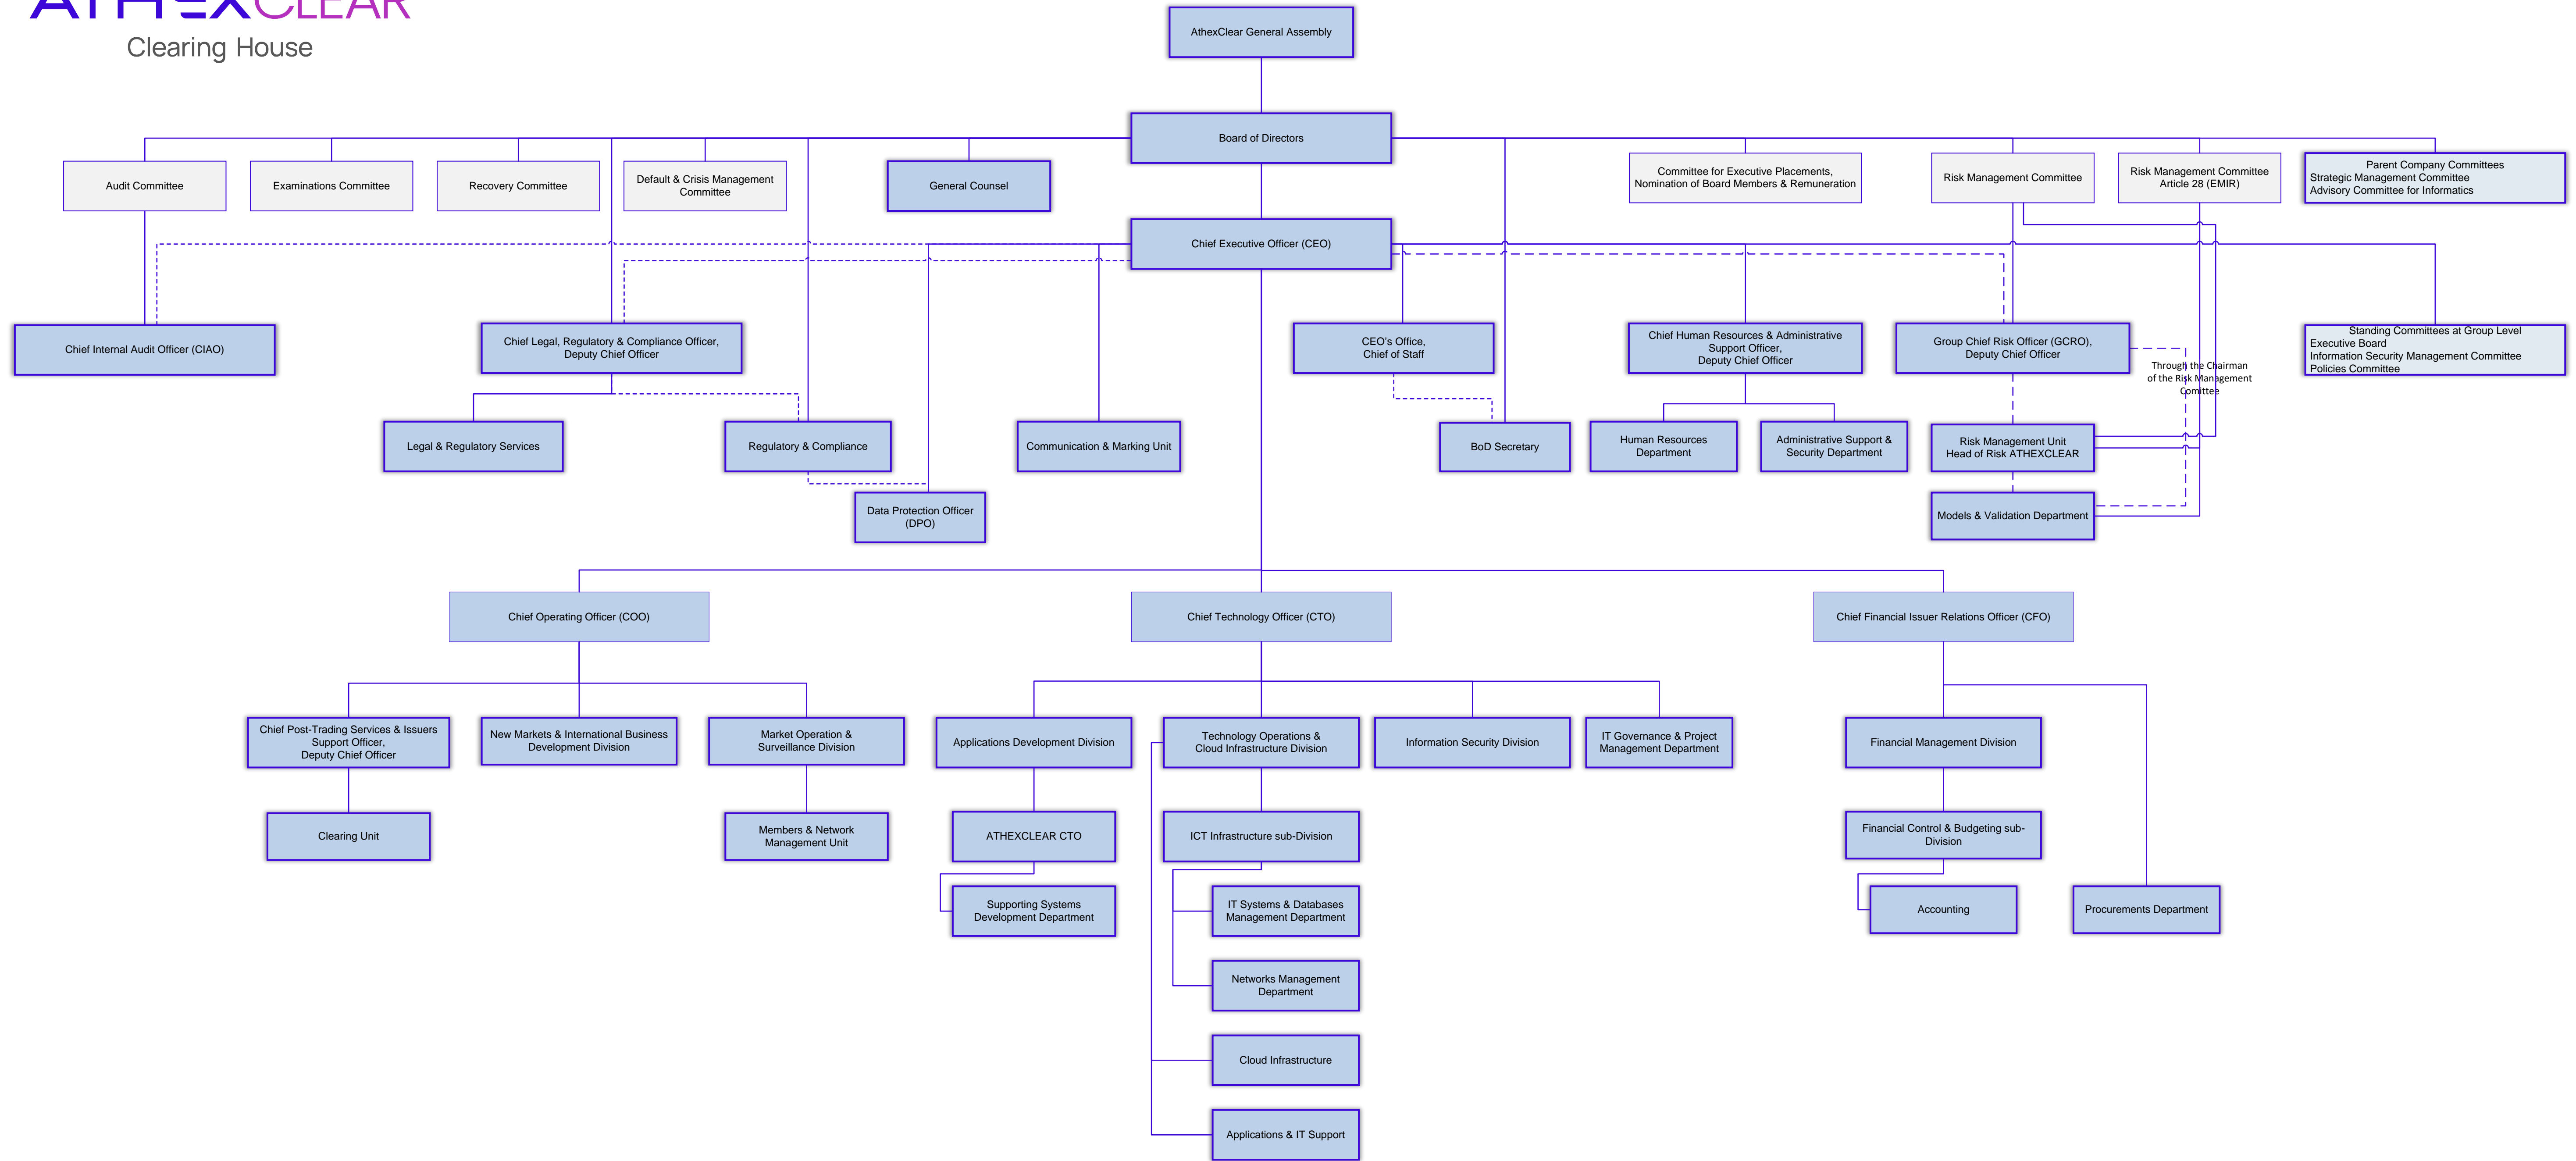 ATHEXCLEAR
Clearing House
AthexClear General Assembly
Board of Directors
Audit Committee
Examinations Committee
Recovery Committee
Default & Crisis Management
Committee
General Counsel
Committee for Executive Placements,
Nomination of Board Members & Remuneration
Risk Management Committee
Risk Management Committee
Article 28 (EMIR)
Parent Company Committees
Strategic Management Committee
Advisory Committee for Informatics
Chief Executive Officer (CEO)
Chief Internal Audit Officer (CIAO)
Chief Legal, Regulatory & Compliance Officer,
Deputy Chief Officer
CEO's Office,
Chief of Staff
Chief Human Resources & Administrative
Support Officer,
Deputy Chief Officer
Group Chief Risk Officer (GCRO),
Deputy Chief Officer
Through the Chairman
of the Risk Management
Comittee
Standing Committees at Group Level
Executive Board
Information Security Management Committee
Policies Committee
Legal & Regulatory Services
Regulatory & Compliance
Communication & Marking Unit
BoD Secretary
Human Resources
Department
Administrative Support &
Security Department
Risk Management Unit
Head of Risk ATHEXCLEAR
Data Protection Officer
(DPO)
Models & Validation Department
Chief Operating Officer (COO)
Chief Technology Officer (CTO)
Chief Financial Issuer Relations Officer (CFO)
Chief Post-Trading Services & Issuers
Support Officer,
Deputy Chief Officer
New Markets & International Business
Development Division
Market Operation &
Surveillance Division
Applications Development Division
Technology Operations &
Cloud Infrastructure Division
Information Security Division
IT Governance & Project
Management Department
Financial Management Division
Clearing Unit
Members & Network
Management Unit
ATHEXCLEAR CTO
ICT Infrastructure sub-Division
Financial Control & Budgeting sub-
Division
Supporting Systems
Development Department
IT Systems & Databases
Management Department
Accounting
Procurements Department
Networks Management
Department
Cloud Infrastructure
Applications & IT Support